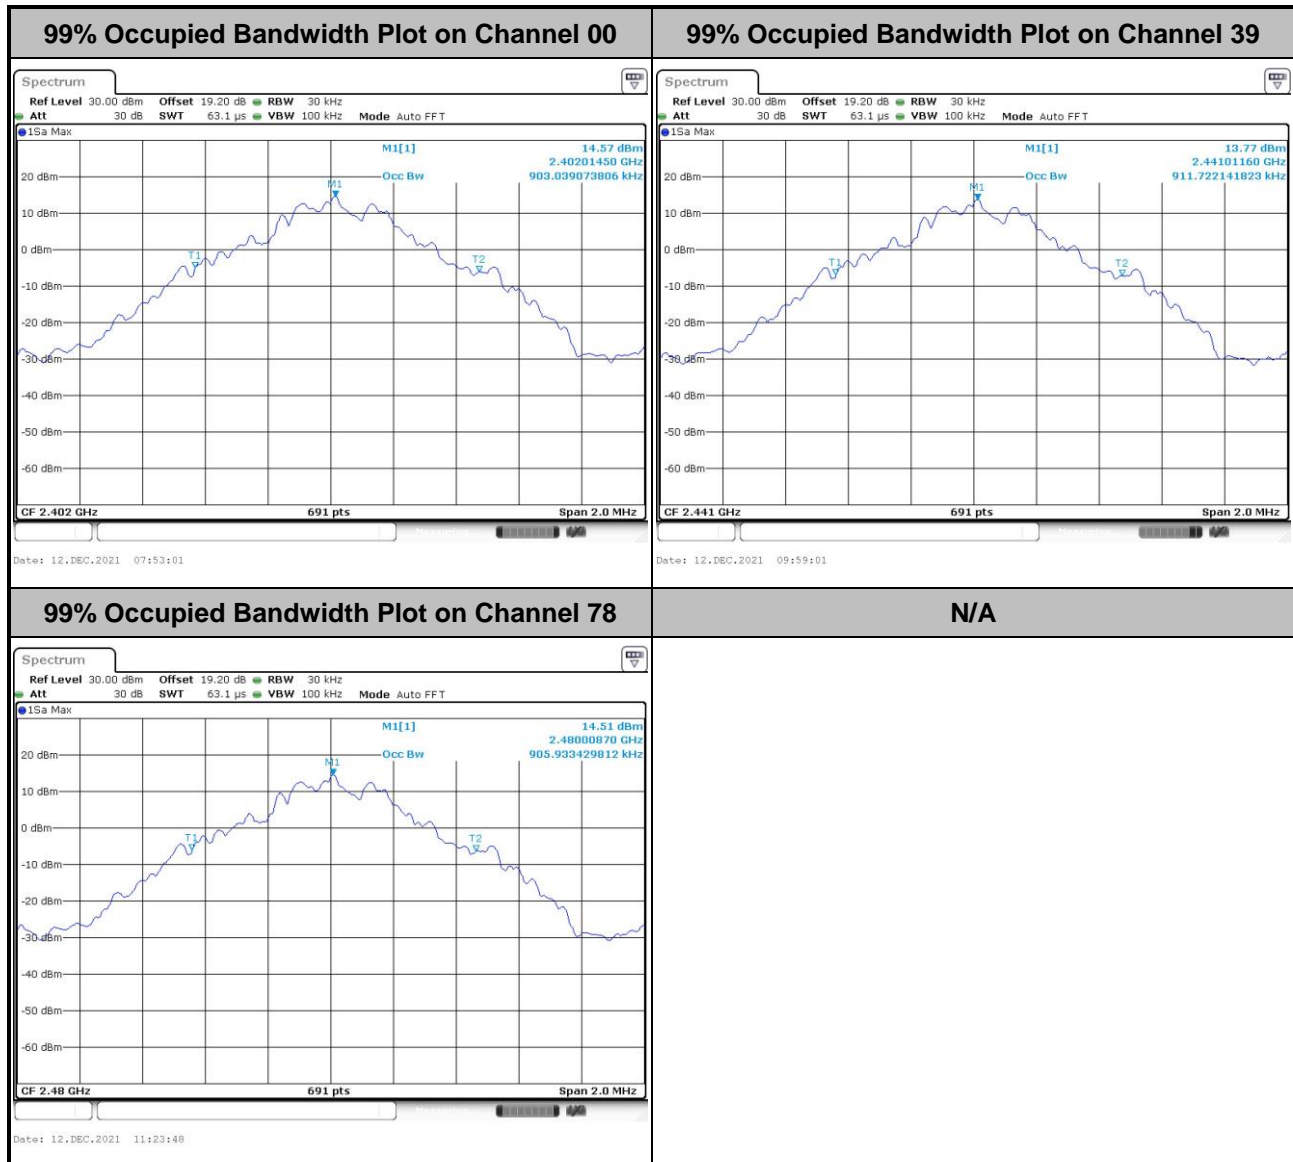 99% Occupied Bandwidth Plot on Channel 00
99% Occupied Bandwidth Plot on Channel 39
Spectrum
Ref Level 30.00 dBm Offset 19.20 dB RBW 30 kHz
Att 30 dB SWT 63.1 µs VBW 100 kHz Mode Auto FFT
1Sa Max
M1[1] 14.57 dBm
2.40201450 GHz
Occ Bw 903.039073806 kHz
20 dBm
M1
10 dBm
0 dBm
T1
T2
-10 dBm
-20 dBm
-30 dBm
-40 dBm
-50 dBm
-60 dBm
CF 2.402 GHz 691 pts Span 2.0 MHz
Date: 12.DEC.2021 07:53:01
Spectrum
Ref Level 30.00 dBm Offset 19.20 dB RBW 30 kHz
Att 30 dB SWT 63.1 µs VBW 100 kHz Mode Auto FFT
1Sa Max
M1[1] 13.77 dBm
2.44101160 GHz
Occ Bw 911.722141823 kHz
20 dBm
M1
10 dBm
0 dBm
T1
T2
-10 dBm
-20 dBm
-30 dBm
-40 dBm
-50 dBm
-60 dBm
CF 2.441 GHz 691 pts Span 2.0 MHz
Date: 12.DEC.2021 09:59:01
99% Occupied Bandwidth Plot on Channel 78
N/A
Spectrum
Ref Level 30.00 dBm Offset 19.20 dB RBW 30 kHz
Att 30 dB SWT 63.1 µs VBW 100 kHz Mode Auto FFT
1Sa Max
M1[1] 14.51 dBm
2.48000870 GHz
Occ Bw 905.933429812 kHz
20 dBm
M1
10 dBm
0 dBm
T1
T2
-10 dBm
-20 dBm
-30 dBm
-40 dBm
-50 dBm
-60 dBm
CF 2.48 GHz 691 pts Span 2.0 MHz
Date: 12.DEC.2021 11:23:48